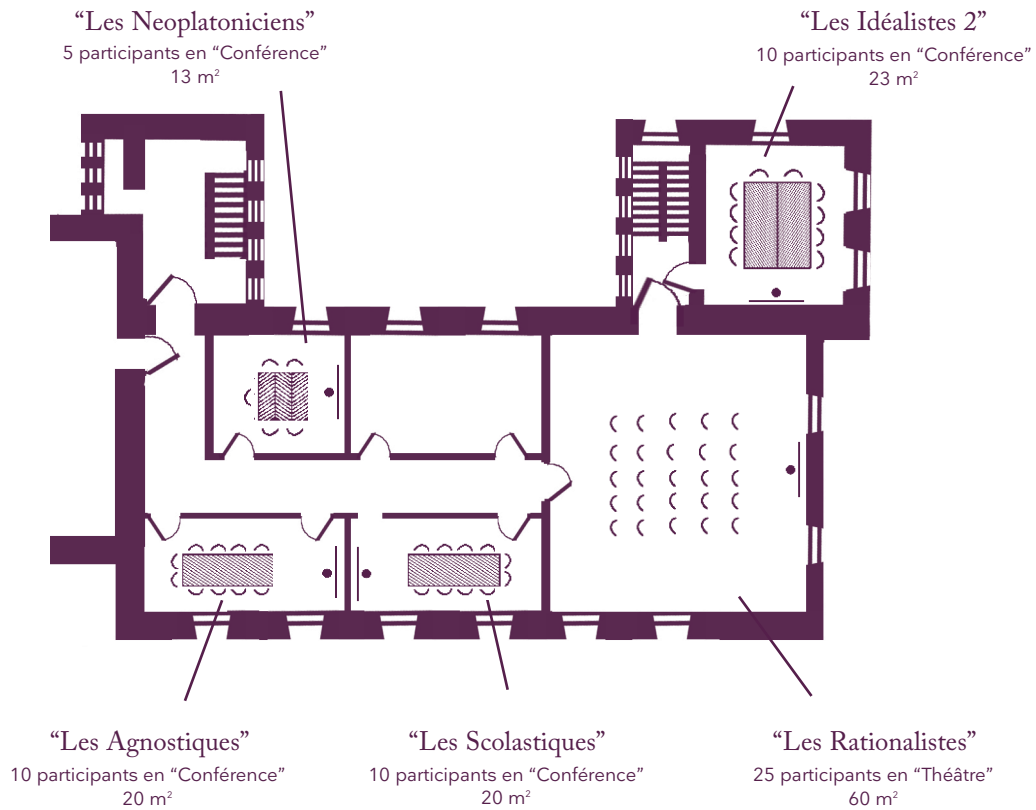 “Les Neoplatoniciens”
5 participants en “Conférence”
13 m²
“Les Idéalistes 2”
10 participants en “Conférence”
23 m²
“Les Agnostiques”
10 participants en “Conférence”
20 m²
“Les Scolastiques”
10 participants en “Conférence”
20 m²
“Les Rationalistes”
25 participants en “Théâtre”
60 m²